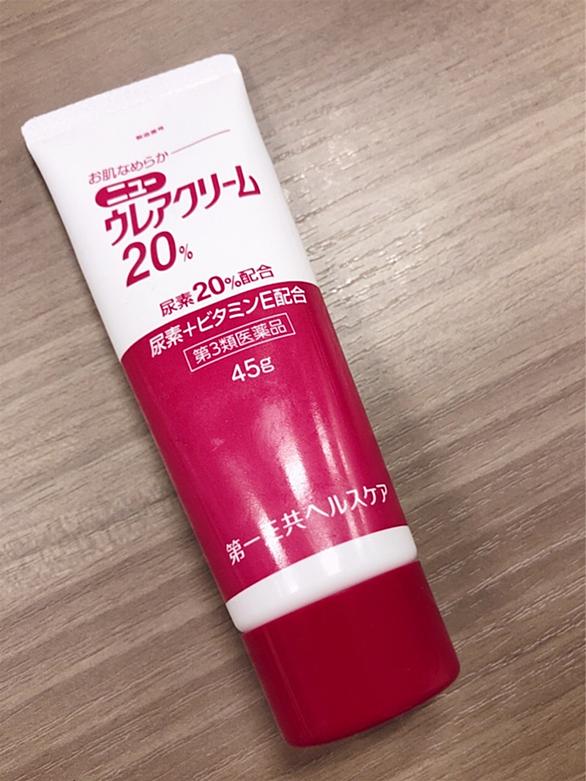 お肌なめらか
ニュー
ウレアクリーム
20%
尿素20%配合
尿素+ビタミンE配合
第3類医薬品
45g
第一三共ヘルスケア